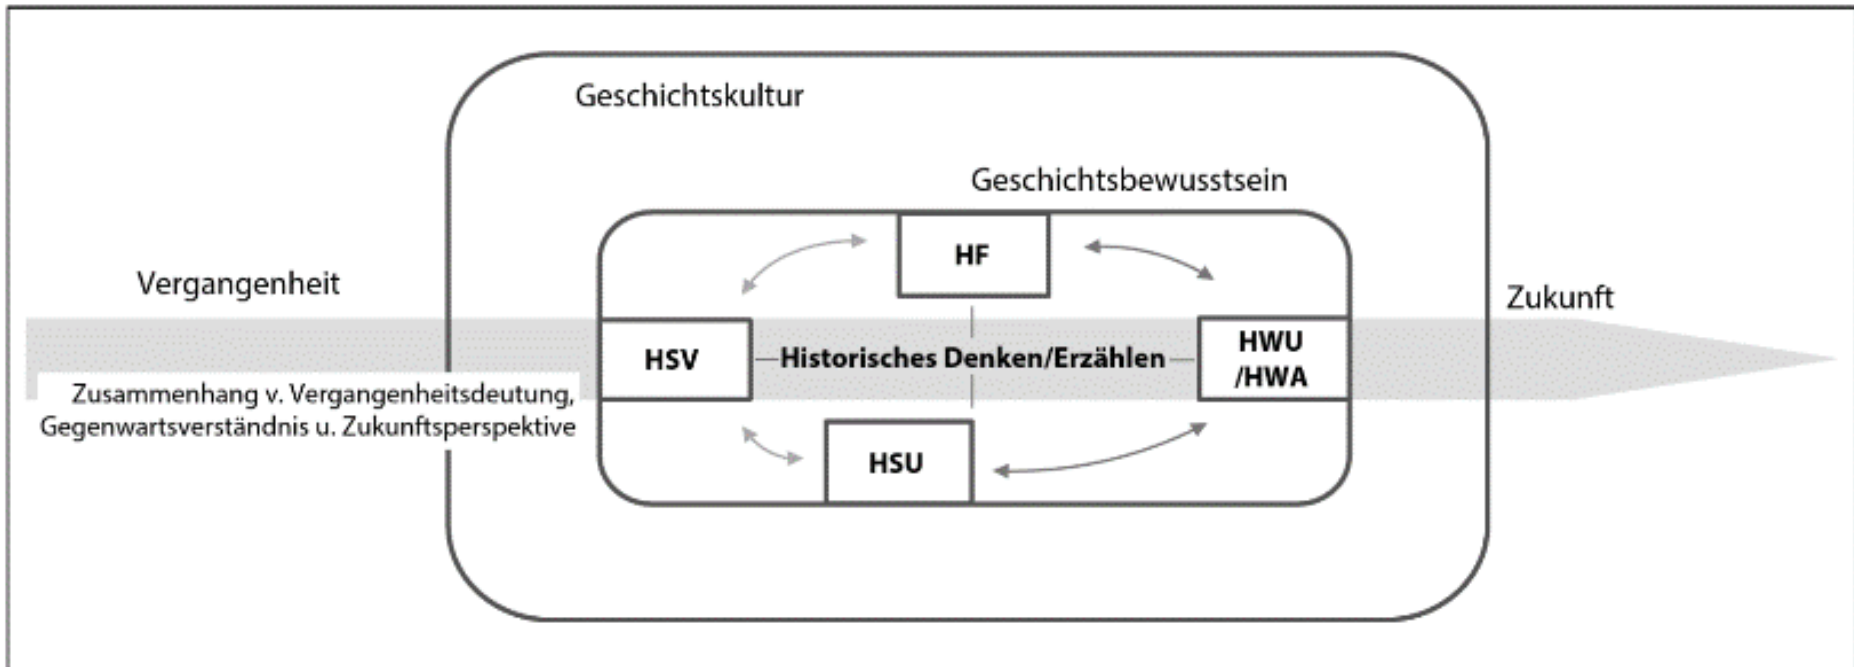 Geschichtskultur
Geschichtsbewusstsein
HF
Vergangenheit
Zukunft
HSV
Historisches Denken/Erzählen
HWU
/HWA
Zusammenhang v. Vergangenheitsdeutung,
Gegenwartsverständnis u. Zukunftsperspektive
HSU